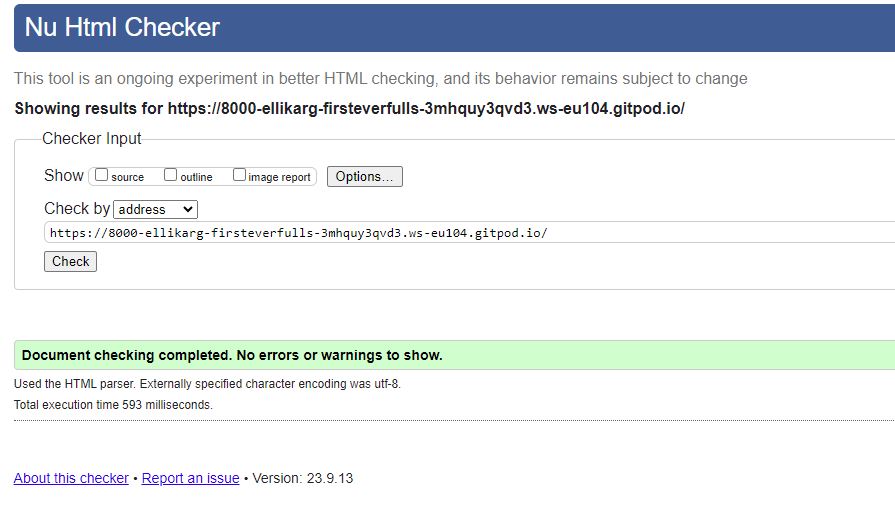 Nu Html Checker
This tool is an ongoing experiment in better HTML checking, and its behavior remains subject to change
Showing results for https://8000-ellikarg-firsteverfulls-3mhquy3qvd3.ws-eu104.gitpod.io/
Checker Input
Show source outline image report Options...
Check by address
https://8000-ellikarg-firsteverfulls-3mhquy3qvd3.ws-eu104.gitpod.io/
Check
Document checking completed. No errors or warnings to show.
Used the HTML parser. Externally specified character encoding was utf-8.
Total execution time 593 milliseconds.
About this checker • Report an issue • Version: 23.9.13